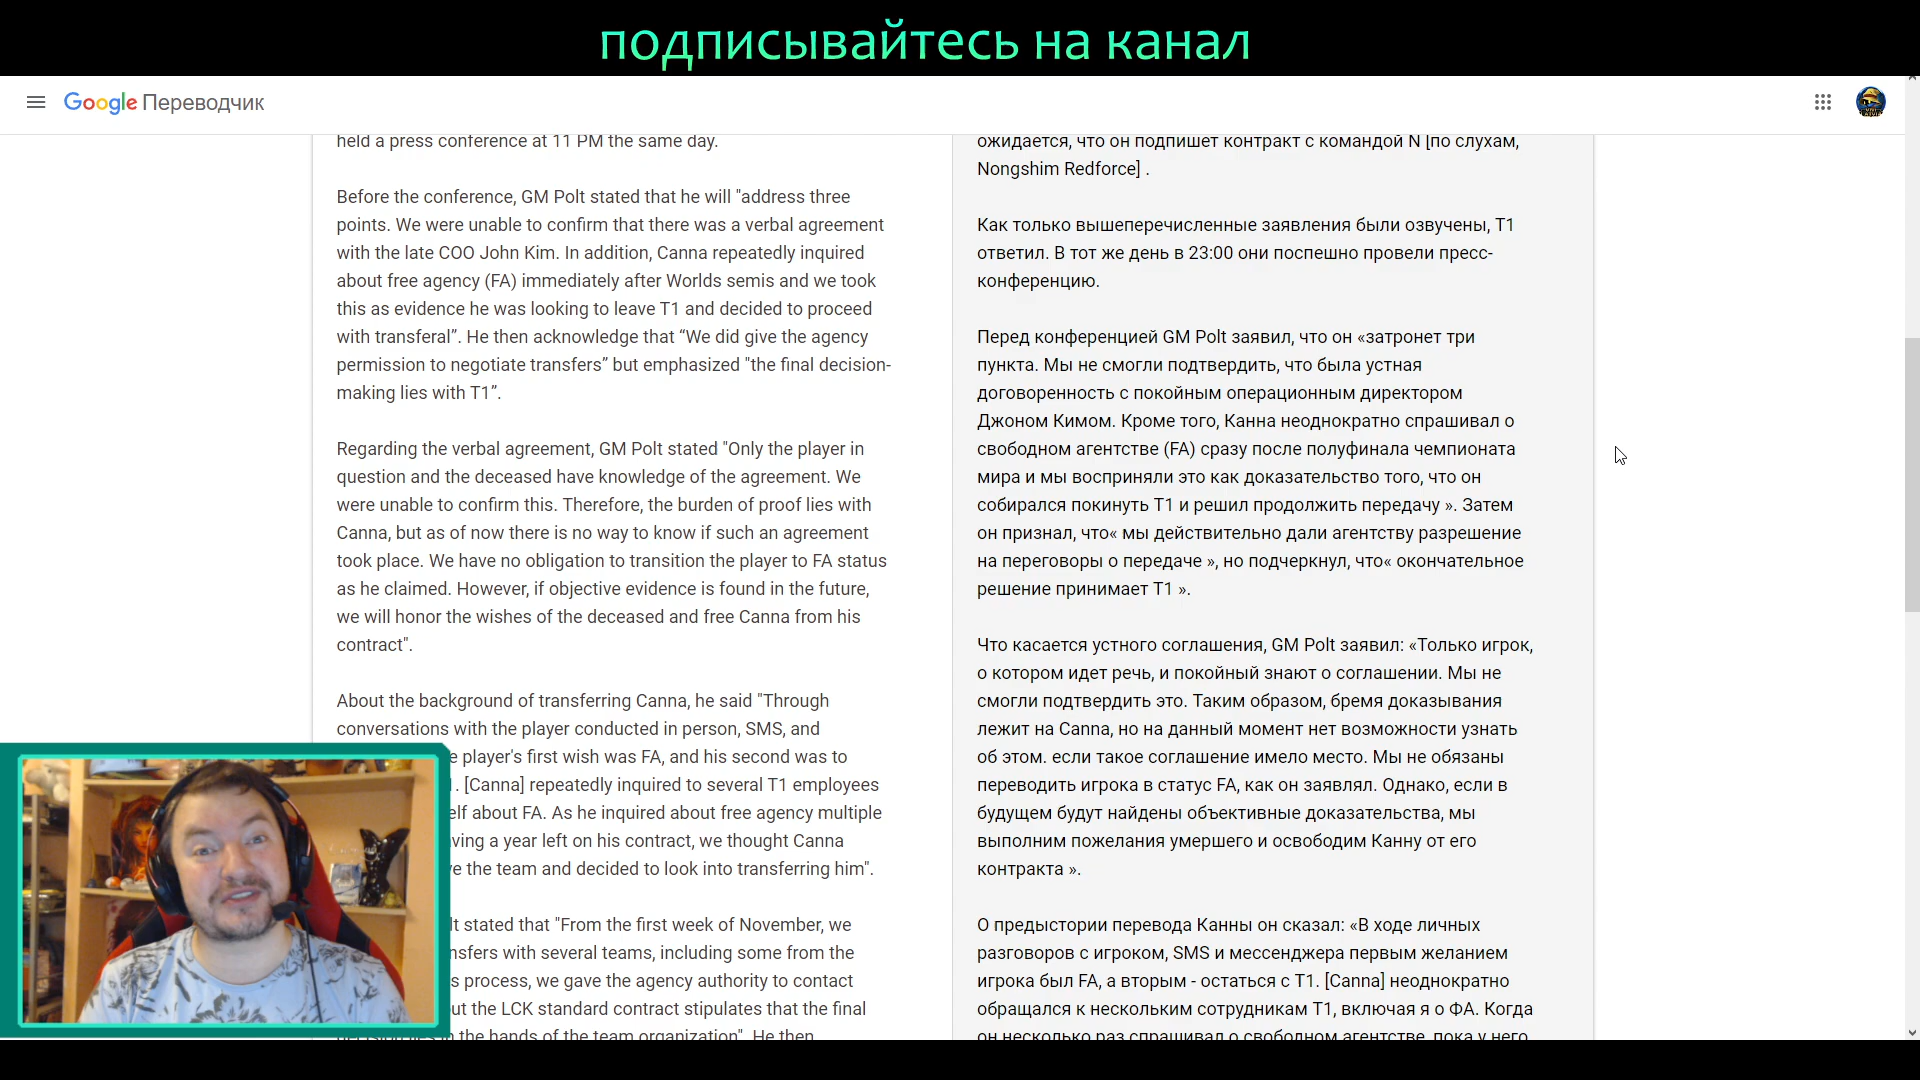 подписывайтесь на канал
Google Переводчик
held a press conference at 11 PM the same day.
Before the conference, GM Polt stated that he will "address three
points. We were unable to confirm that there was a verbal agreement
with the late COO John Kim. In addition, Canna repeatedly inquired
about free agency (FA) immediately after Worlds semis and we took
this as evidence he was looking to leave T1 and decided to proceed
with transferal”. He then acknowledge that “We did give the agency
permission to negotiate transfers” but emphasized "the final decision-
making lies with T1”.
Regarding the verbal agreement, GM Polt stated "Only the player in
question and the deceased have knowledge of the agreement. We
were unable to confirm this. Therefore, the burden of proof lies with
Canna, but as of now there is no way to know if such an agreement
took place. We have no obligation to transition the player to FA status
as he claimed. However, if objective evidence is found in the future,
we will honor the wishes of the deceased and free Canna from his
contract".
About the background of transferring Canna, he said "Through
conversations with the player conducted in person, SMS, and
e player's first wish was FA, and his second was to
. [Canna] repeatedly inquired to several T1 employees
elf about FA. As he inquired about free agency multiple
ving a year left on his contract, we thought Canna
ve the team and decided to look into transferring him".
lt stated that "From the first week of November, we
nsfers with several teams, including some from the
s process, we gave the agency authority to contact
ut the LCK standard contract stipulates that the final
decision lies in the hands of the team organization". He then
ожидается, что он подпишет контракт с командой N [по слухам,
Nongshim Redforce] .
Как только вышеперечисленные заявления были озвучены, T1
ответил. В тот же день в 23:00 они поспешно провели пресс-
конференцию.
Перед конференцией GM Polt заявил, что он «затронет три
пункта. Мы не смогли подтвердить, что была устная
договоренность с покойным операционным директором
Джоном Кимом. Кроме того, Канна неоднократно спрашивал о
свободном агентстве (FA) сразу после полуфинала чемпионата
мира и мы восприняли это как доказательство того, что он
собирался покинуть T1 и решил продолжить передачу ». Затем
он признал, что« мы действительно дали агентству разрешение
на переговоры о передаче », но подчеркнул, что« окончательное
решение принимает T1 ».
Что касается устного соглашения, GM Polt заявил: «Только игрок,
о котором идет речь, и покойный знают о соглашении. Мы не
смогли подтвердить это. Таким образом, бремя доказывания
лежит на Canna, но на данный момент нет возможности узнать
об этом. если такое соглашение имело место. Мы не обязаны
переводить игрока в статус FA, как он заявлял. Однако, если в
будущем будут найдены объективные доказательства, мы
выполним пожелания умершего и освободим Канну от его
контракта ».
О предыстории перевода Канны он сказал: «В ходе личных
разговоров с игроком, SMS и мессенджера первым желанием
игрока был FA, а вторым - остаться с T1. [Canna] неоднократно
обращался к нескольким сотрудникам T1, включая я о ФА. Когда
он несколько раз спрашивал о свободном агентстве, пока у него